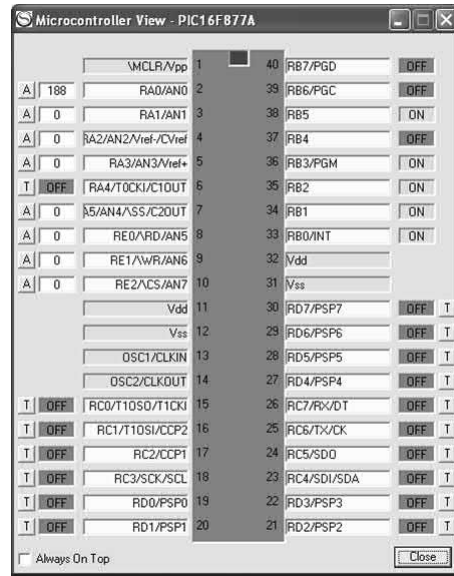 Microcontroller View - PIC16F877A
\MCLR/Vpp 1 40 RB7/PGD OFF
A 188 RA0/AN0 2 39 RB6/PGC OFF
A 0 RA1/AN1 3 38 RB5 ON
A 0 RA2/AN2/Vref-/CVref 4 37 RB4 OFF
A 0 RA3/AN3/Vref+ 5 36 RB3/PGM ON
T OFF RA4/T0CKI/C1OUT 6 35 RB2 ON
A 0 A5/AN4/\SS/C2OUT 7 34 RB1 ON
A 0 RE0/\RD/AN5 8 33 RB0/INT ON
A 0 RE1/\WR/AN6 9 32 Vdd
A 0 RE2/\CS/AN7 10 31 Vss
Vdd 11 30 RD7/PSP7 OFF T
Vss 12 29 RD6/PSP6 OFF T
OSC1/CLKIN 13 28 RD5/PSP5 OFF T
OSC2/CLKOUT 14 27 RD4/PSP4 OFF T
T OFF RC0/T1OSO/T1CKI 15 26 RC7/RX/DT OFF T
T OFF RC1/T1OSI/CCP2 16 25 RC6/TX/CK OFF T
T OFF RC2/CCP1 17 24 RC5/SDO OFF T
T OFF RC3/SCK/SCL 18 23 RC4/SDI/SDA OFF T
T OFF RD0/PSP0 19 22 RD3/PSP3 OFF T
T OFF RD1/PSP1 20 21 RD2/PSP2 OFF T
Always On Top Close